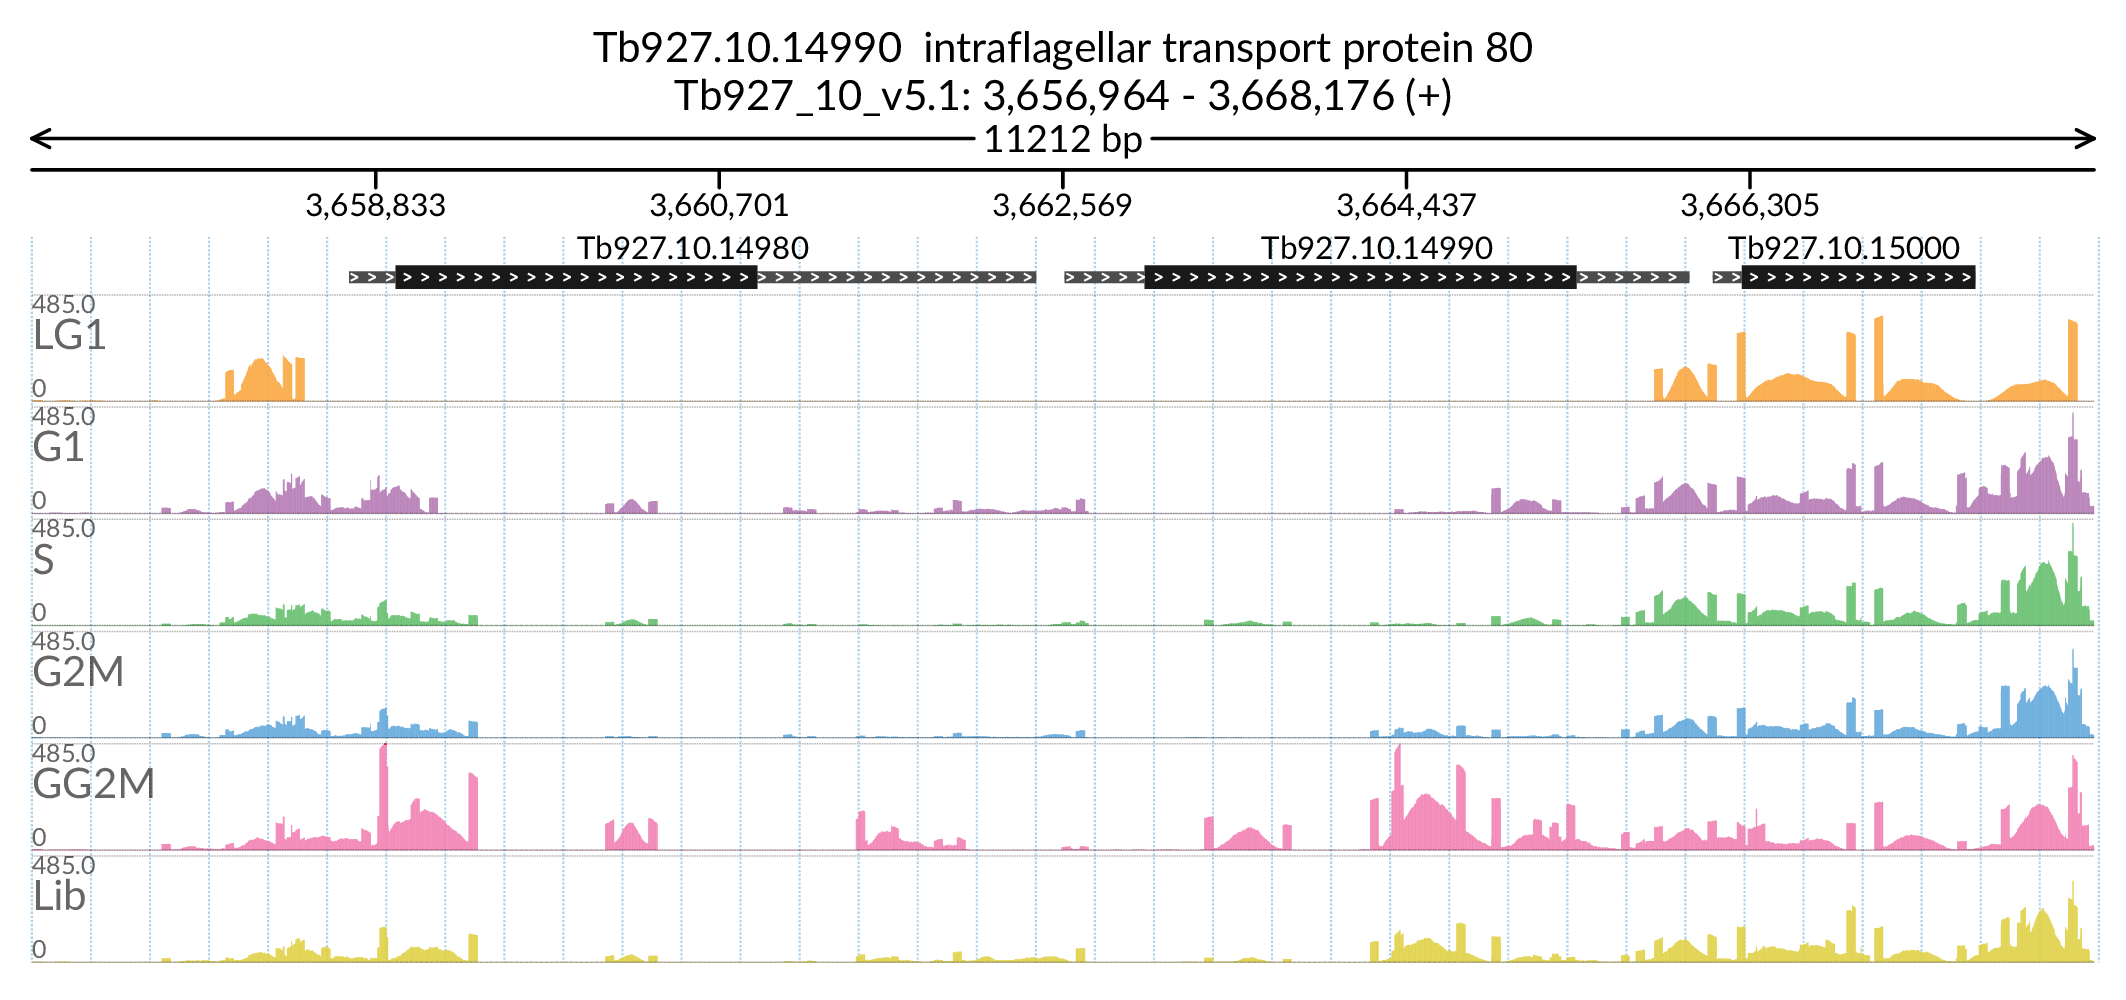 Tb927.10.14990  intraflagellar transport protein 80
Tb927_10_v5.1: 3,656,964 - 3,668,176 (+)
11212 bp
3,658,833 3,660,701 3,662,569 3,664,437 3,666,305
Tb927.10.14980 Tb927.10.14990 Tb927.10.15000
485.0
LG1
0
485.0
G1
0
485.0
S
0
485.0
G2M
0
485.0
GG2M
0
485.0
Lib
0